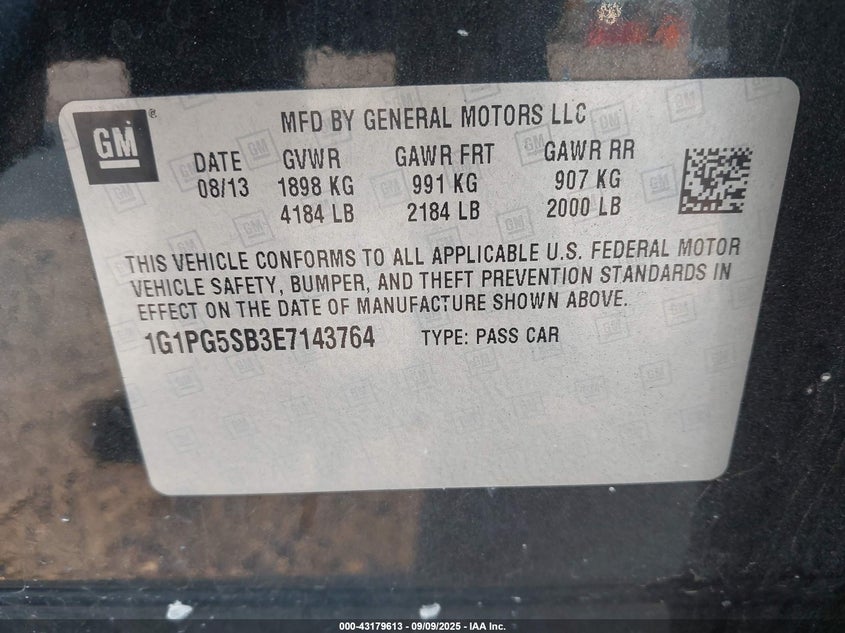 GM®
MFD BY GENERAL MOTORS LLC
DATE GVWR GAWR FRT GAWR RR
08/13 1898 KG 991 KG 907 KG
4184 LB 2184 LB 2000 LB
THIS VEHICLE CONFORMS TO ALL APPLICABLE U.S. FEDERAL MOTOR
VEHICLE SAFETY, BUMPER, AND THEFT PREVENTION STANDARDS IN
EFFECT ON THE DATE OF MANUFACTURE SHOWN ABOVE.
1G1PG5SB3E7143764 TYPE: PASS CAR
000-43179613 - 09/09/2025 - IAA Inc.